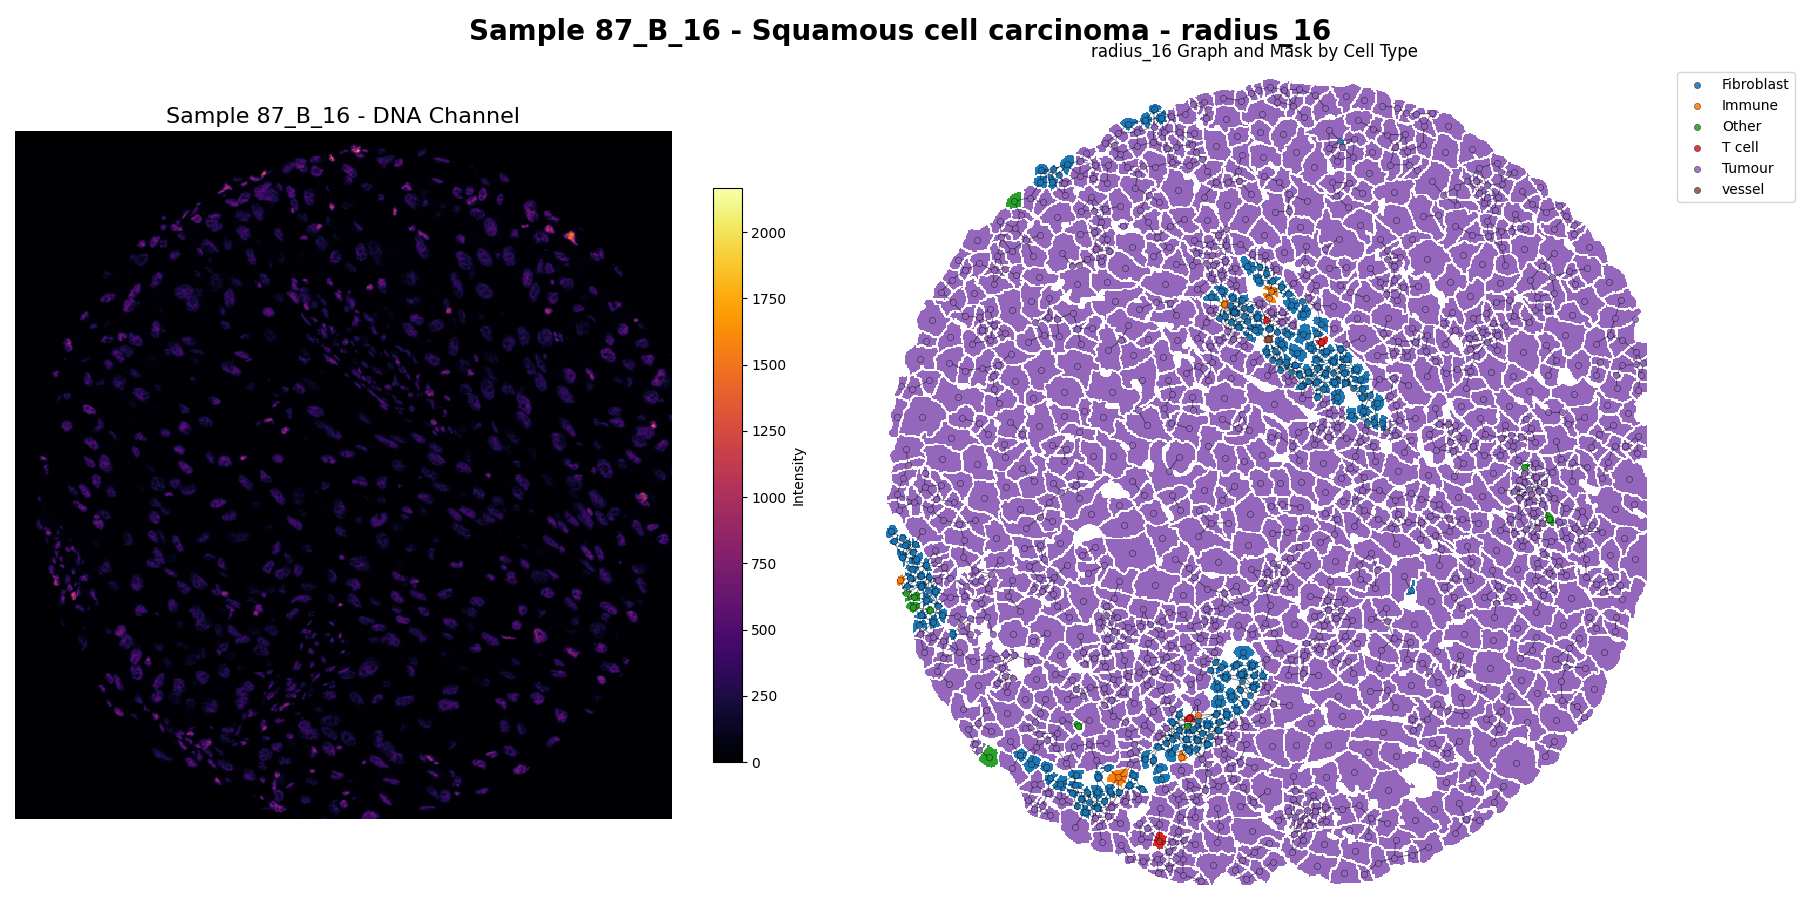 Sample 87_B_16 - Squamous cell carcinoma - radius_16
Sample 87_B_16 - DNA Channel
2000
1750
1500
1250
1000
750
500
250
0
Intensity
radius_16 Graph and Mask by Cell Type
Fibroblast
Immune
Other
T cell
Tumour
vessel